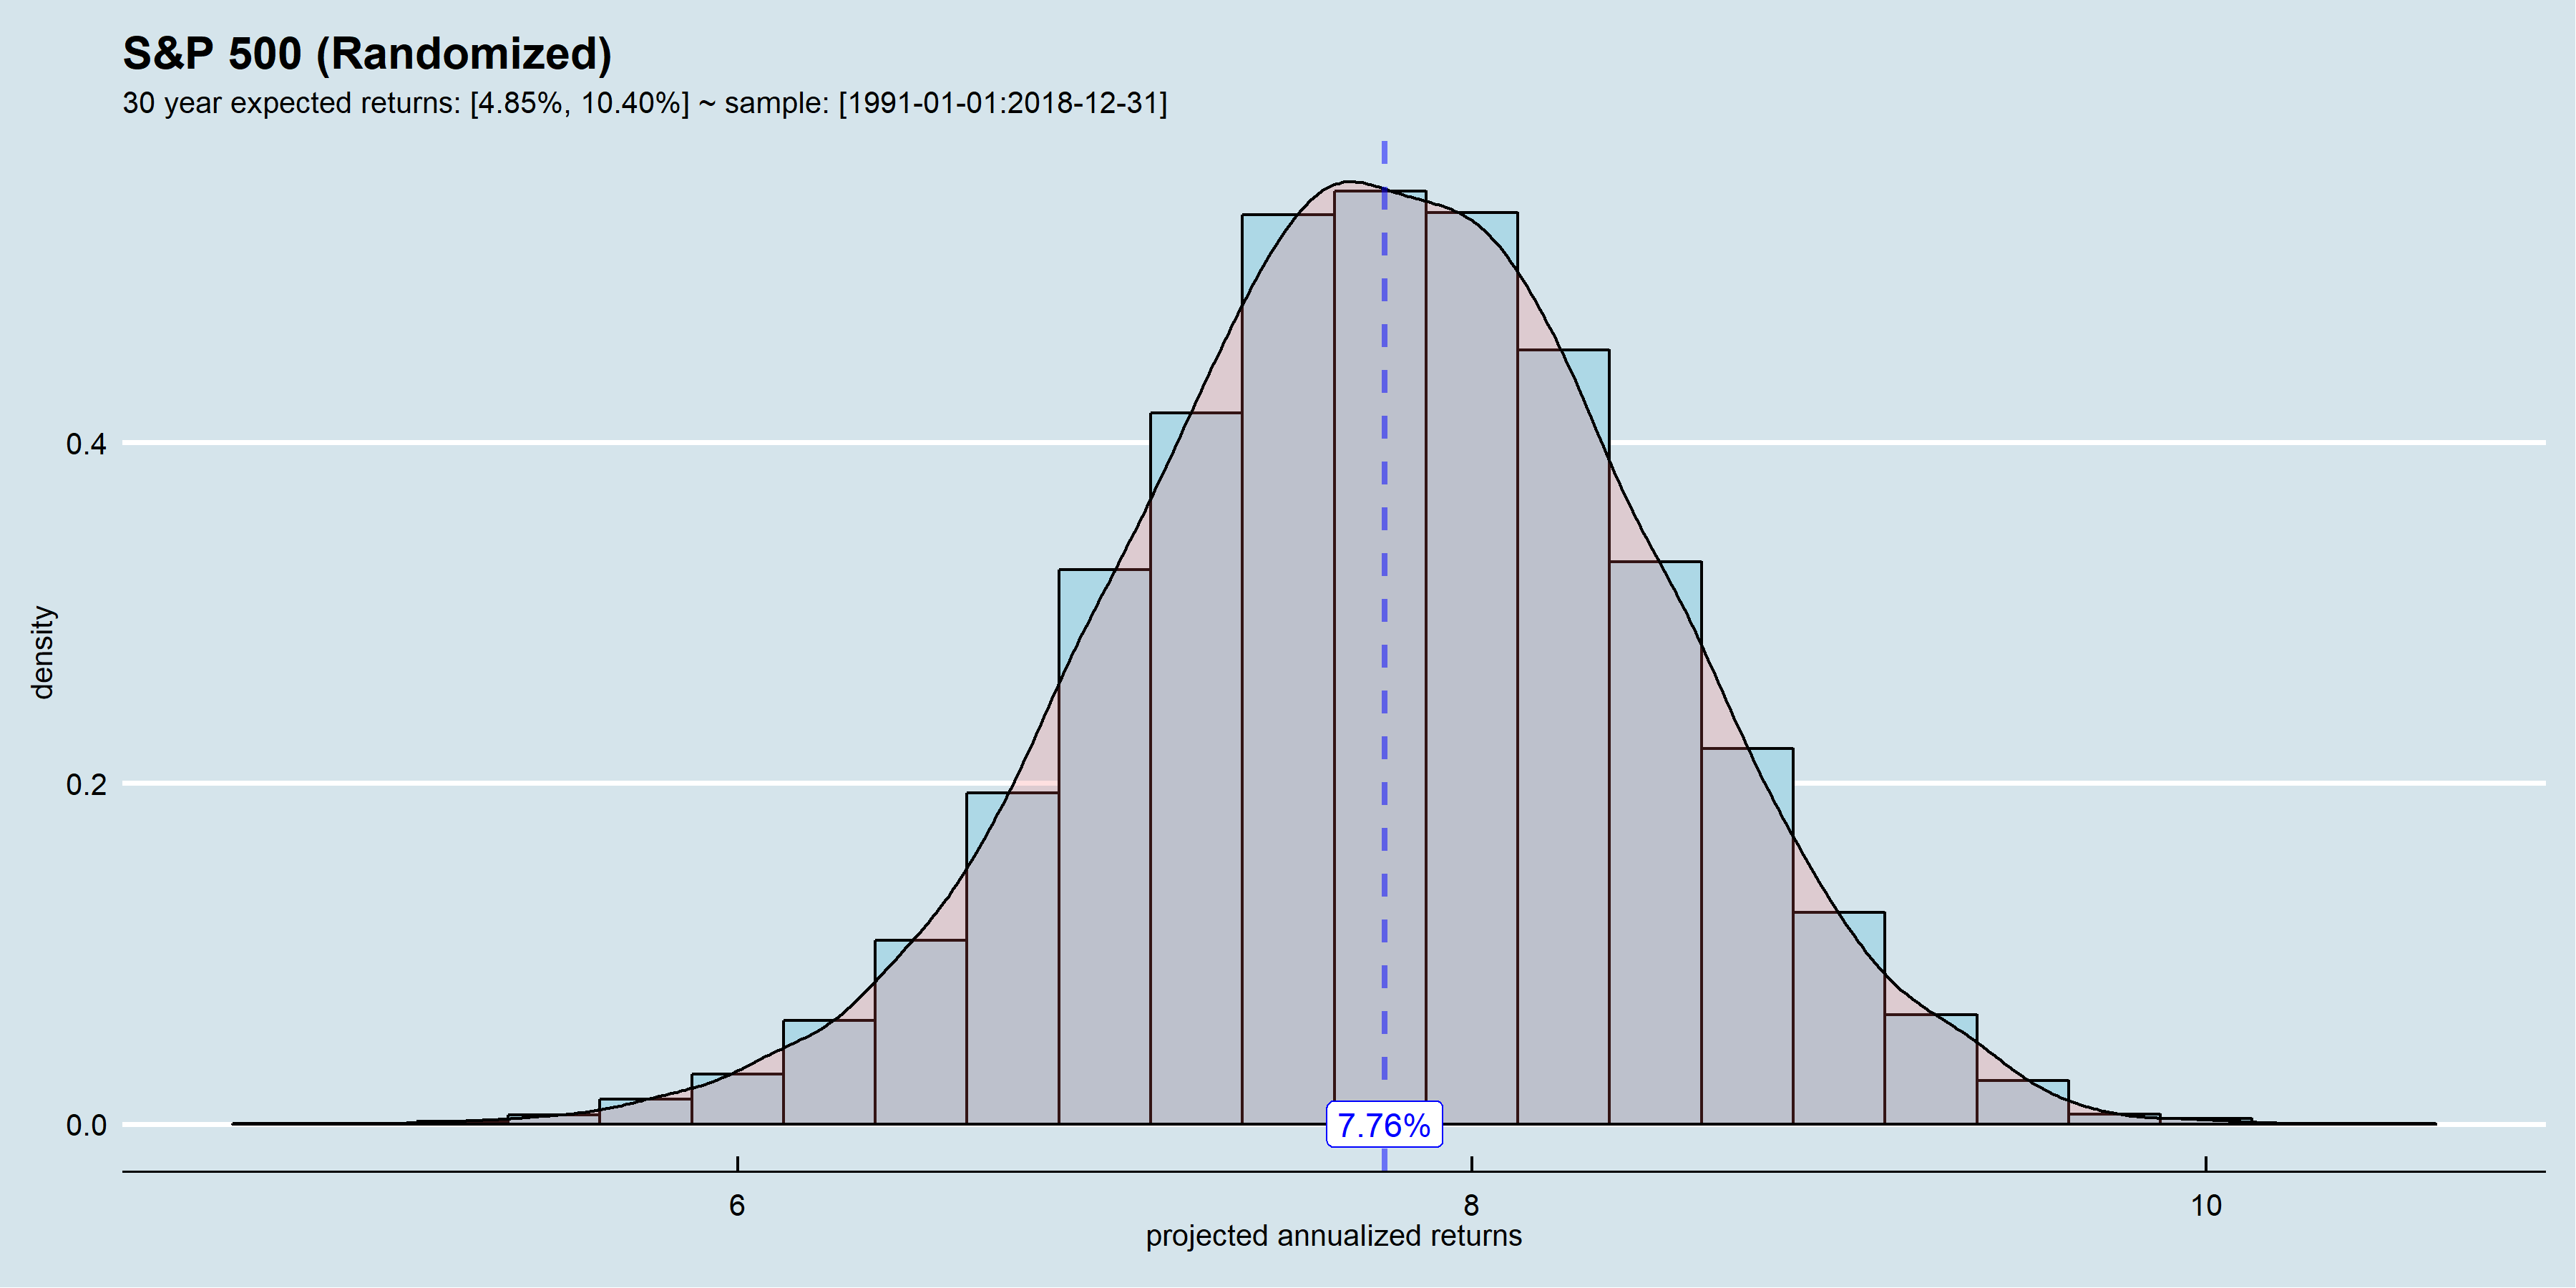 S&P 500 (Randomized)
30 year expected returns: [4.85%, 10.40%] ~ sample: [1991-01-01:2018-12-31]
density
0.4
0.2
0.0
7.76%
6
8
10
projected annualized returns